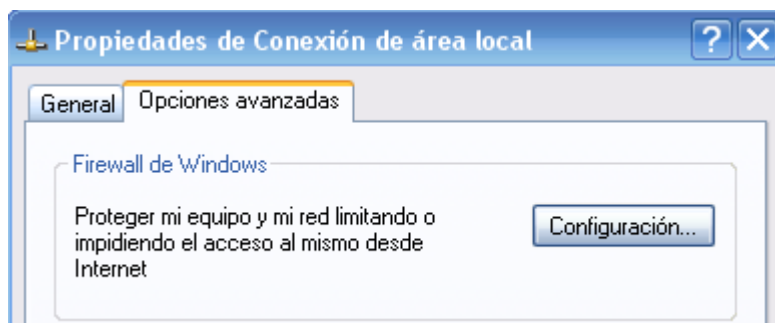 Propiedades de Conexión de área local
General
Opciones avanzadas
Firewall de Windows
Proteger mi equipo y mi red limitando o
impidiendo el acceso al mismo desde
Internet
Configuración...